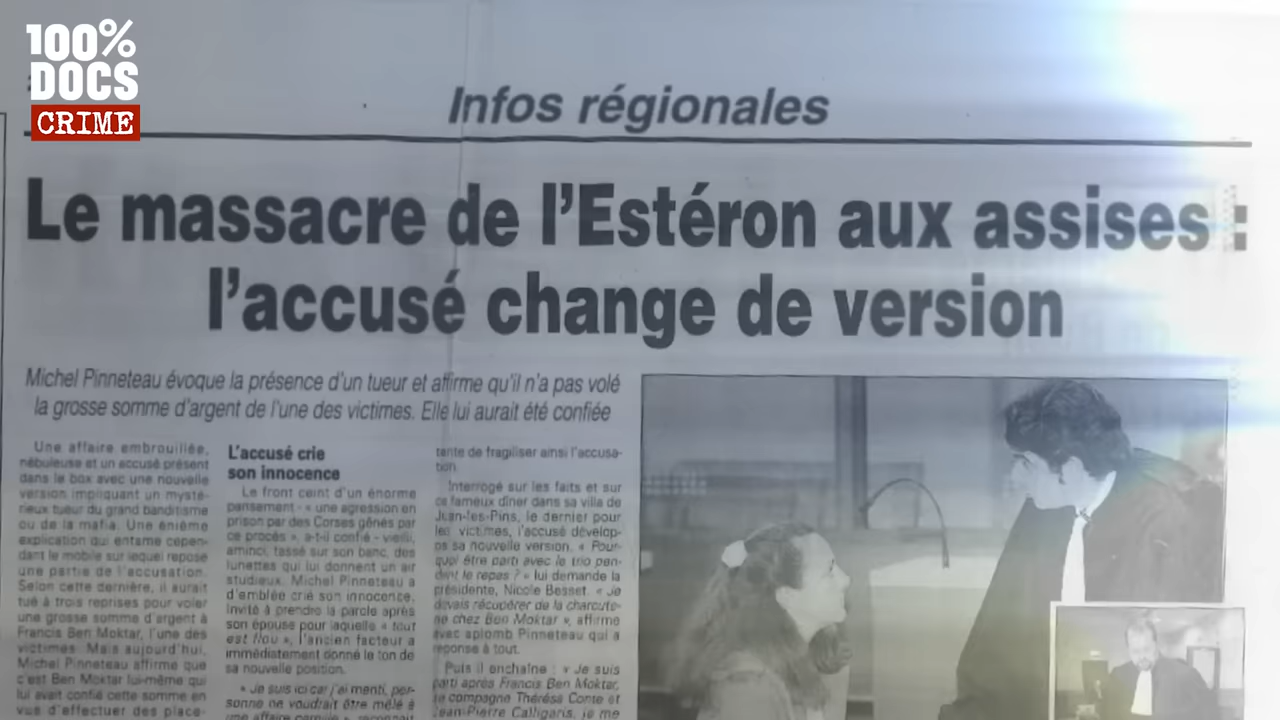 100%
DOCS
CRIME
Infos régionales
Le massacre de l'Estéron aux assises :
l'accusé change de version
Michel Pinneteau évoque la présence d'un tueur et affirme qu'il n'a pas volé
la grosse somme d'argent de l'une des victimes. Elle lui aurait été confiée
Une affaire embrouillée,
nébuleuse et un accusé présent
dans le box avec une nouvelle
version impliquant un mysté-
rieux tueur du grand banditisme
ou de la mafia. Une énième
explication qui entame cepen-
dant le mobile sur lequel repose
une partie de l'accusation.
Selon cette dernière, il aurait
tué à trois reprises pour voler
une grosse somme d'argent à
Francis Ben Moktar, l'une des
victimes. Mais aujourd'hui,
Michel Pinneteau affirme que
c'est Ben Moktar lui-même qui
lui avait confié cette somme en
vue d'effectuer des place-
L'accusé crie
son innocence
Le front ceint d'un énorme
pansement - « une agression en
prison par des Corses gênés par
ce procès », a-t-il confié - vieilli,
aminci, tassé sur son banc, des
lunettes qui lui donnent un air
studieux, Michel Pinneteau a
d'emblée crié son innocence.
Invité à prendre la parole après
son épouse pour laquelle « tout
est flou », l'ancien facteur a
immédiatement donné le ton de
sa nouvelle position.
« Je suis ici car j'ai menti, per-
sonne ne voudrait être mêlé à
une affaire pareille »,
tante de fragiliser ainsi l'accusa-
tion.
Interrogé sur les faits et sur
ce fameux dîner dans sa villa de
Juan-les-Pins, le dernier pour
les victimes, l'accusé dévelop-
pa sa nouvelle version. « Pour-
quoi être parti avec le trio pen-
dant le repas ? » lui demande la
présidente, Nicole Besset. « Je
devais récupérer de la charcute-
rie chez Ben Moktar », affirme
avec aplomb Pinneteau qui a
réponse à tout.
Puis il enchaîne : « Je suis
parti après Francis Ben Moktar,
sa compagne Thérésa Conte et
Jean-Pierre Calligaris, je me